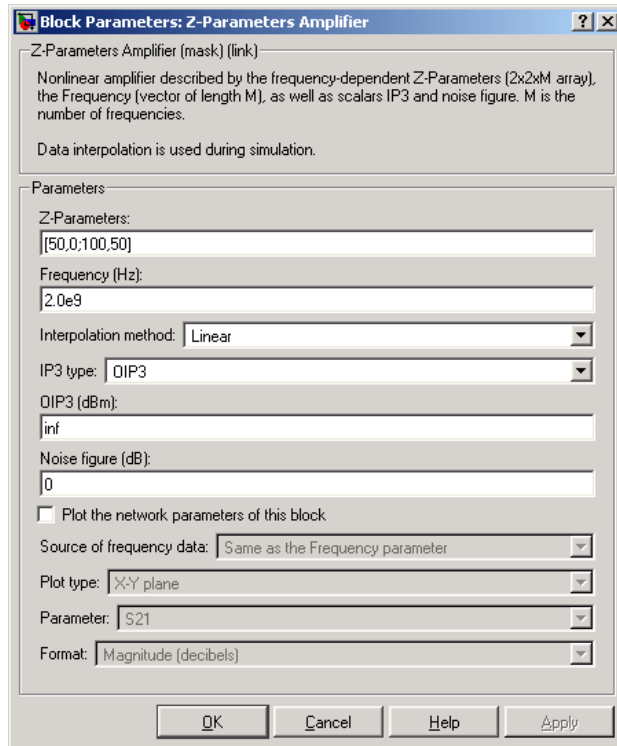 Block Parameters: Z-Parameters Amplifier
Z-Parameters Amplifier (mask) (link)
Nonlinear amplifier described by the frequency-dependent Z-Parameters (2x2xM array),
the Frequency (vector of length M), as well as scalars IP3 and noise figure. M is the
number of frequencies.
Data interpolation is used during simulation.
Parameters
Z-Parameters:
[50,0;100,50]
Frequency (Hz):
2.0e9
Interpolation method: Linear
IP3 type: OIP3
OIP3 (dBm):
inf
Noise figure (dB):
0
Plot the network parameters of this block
Source of frequency data: Same as the Frequency parameter
Plot type: X-Y plane
Parameter: S21
Format: Magnitude (decibels)
OK Cancel Help Apply